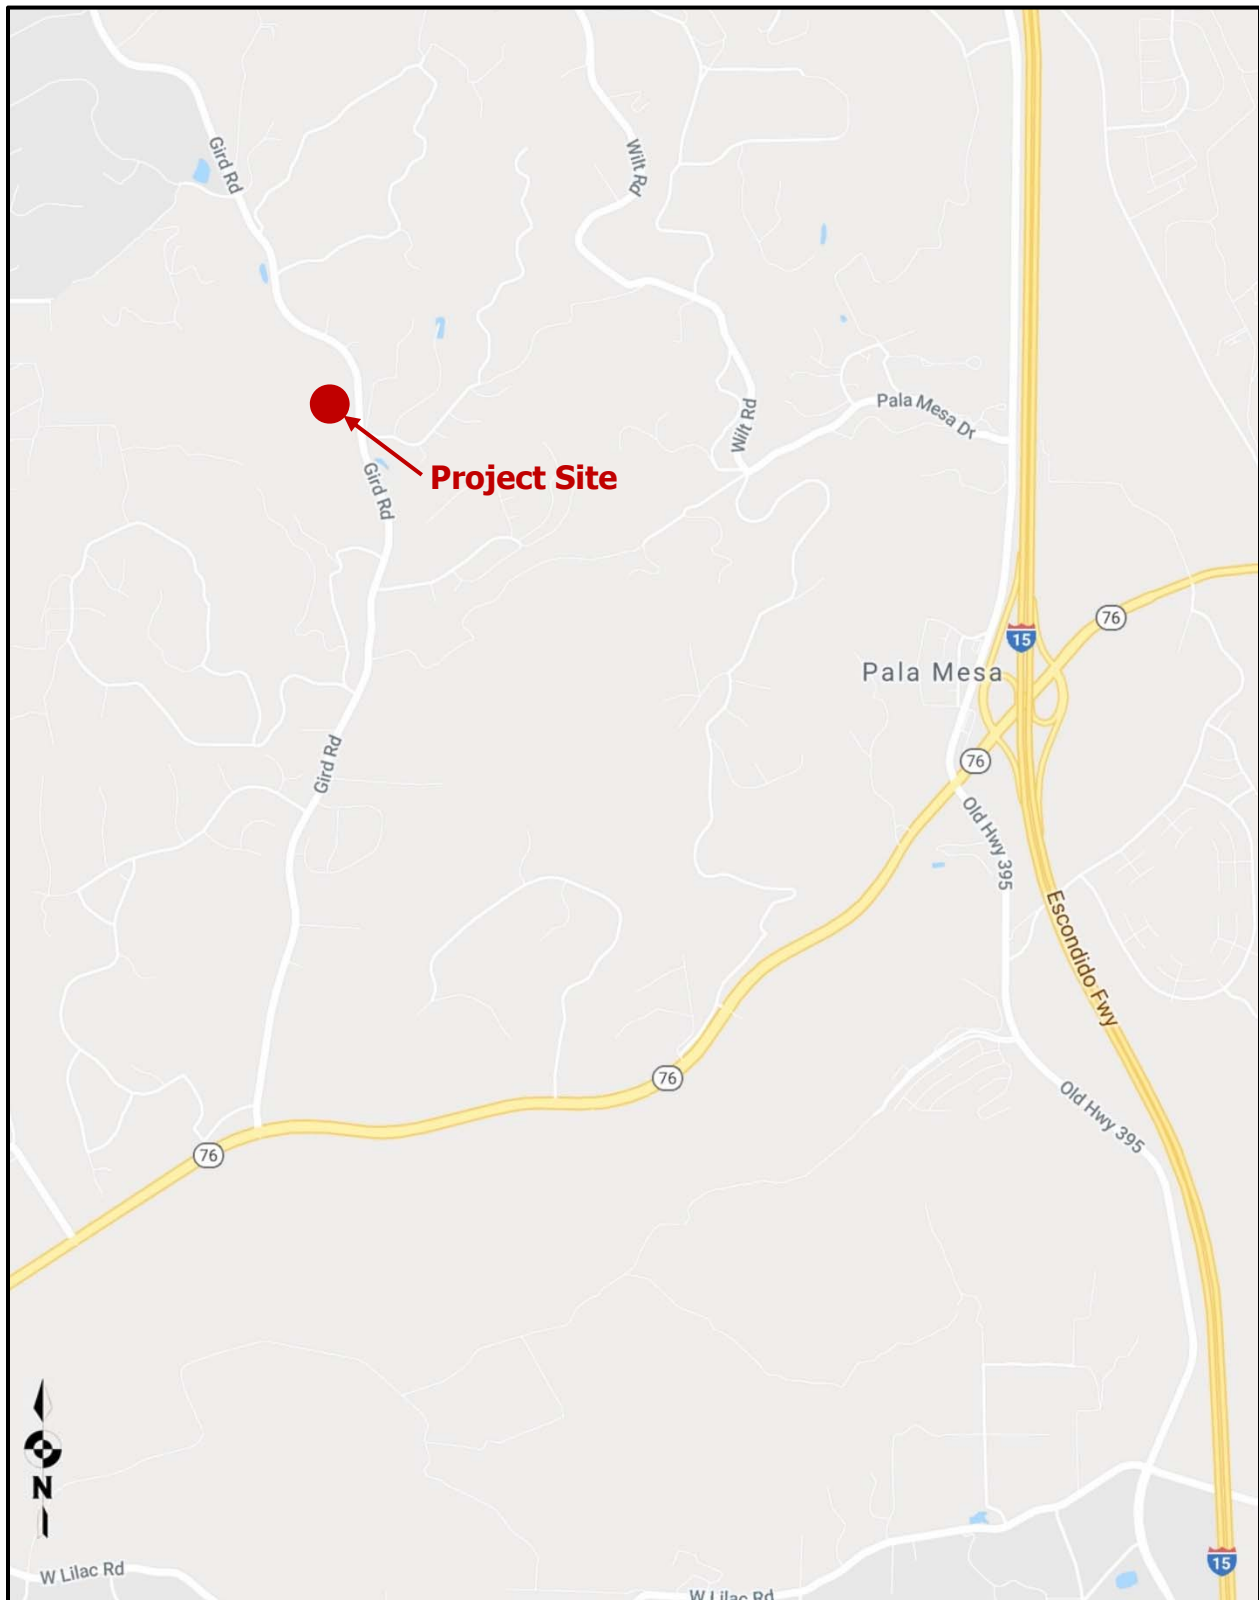 Gird Rd
Wilt Rd
Pala Mesa Dr
Wilt Rd
Project Site
Gird Rd
76
15
Pala Mesa
Gird Rd
76
Old Hwy 395
Escondido Fwy
76
Old Hwy 395
76
N
15
W Lilac Rd
W Lilac Rd